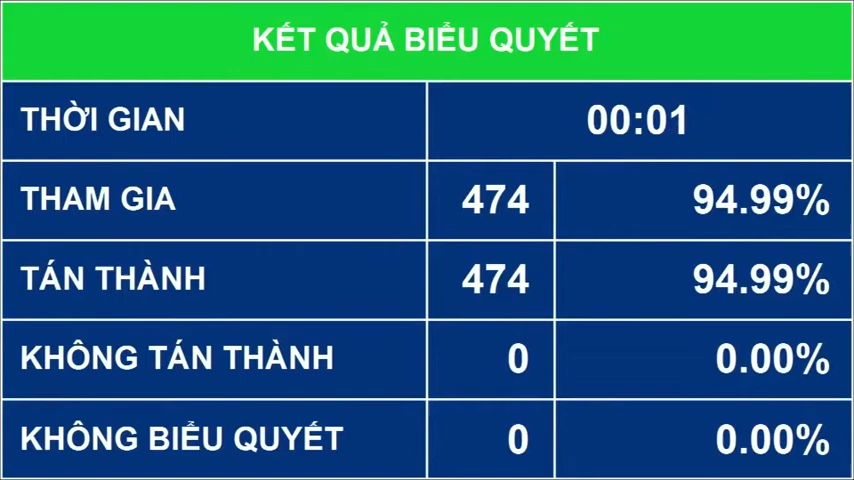 KẾT QUẢ BIỂU QUYẾT
THỜI GIAN 00:01
THAM GIA 474 94.99%
TÁN THÀNH 474 94.99%
KHÔNG TÁN THÀNH 0 0.00%
KHÔNG BIỂU QUYẾT 0 0.00%